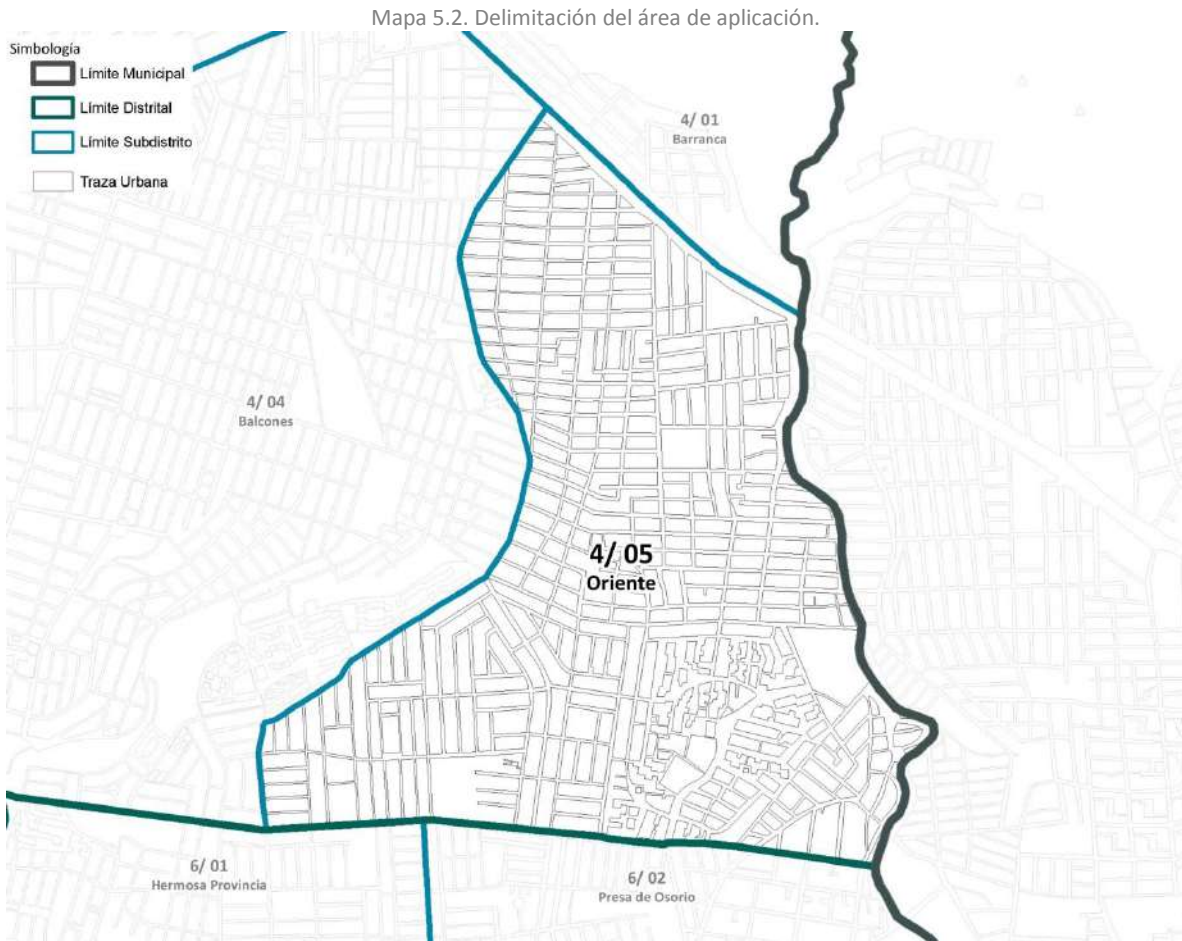 Mapa 5.2. Delimitación del área de aplicación.
Simbología
Límite Municipal
Límite Distrital
Límite Subdistrito
Traza Urbana
4/ 01
Barranca
4/ 04
Balcones
4/ 05
Oriente
6/ 01
Hermosa Provincia
6/ 02
Presa de Osorio